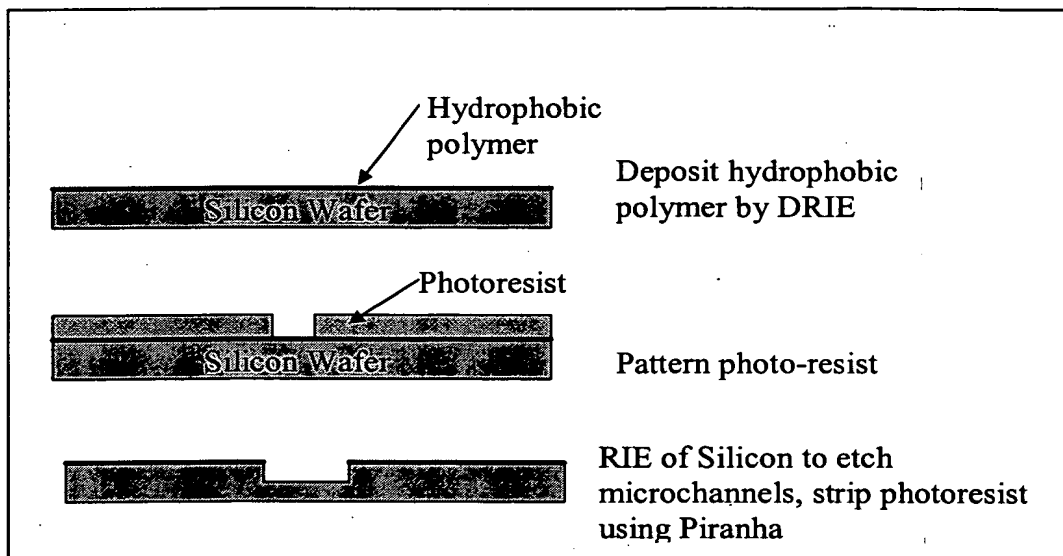 Hydrophobic
polymer
Silicon Wafer
Deposit hydrophobic
polymer by DRIE
Photoresist
Silicon Wafer
Pattern photo-resist
RIE of Silicon to etch
microchannels, strip photoresist
using Piranha